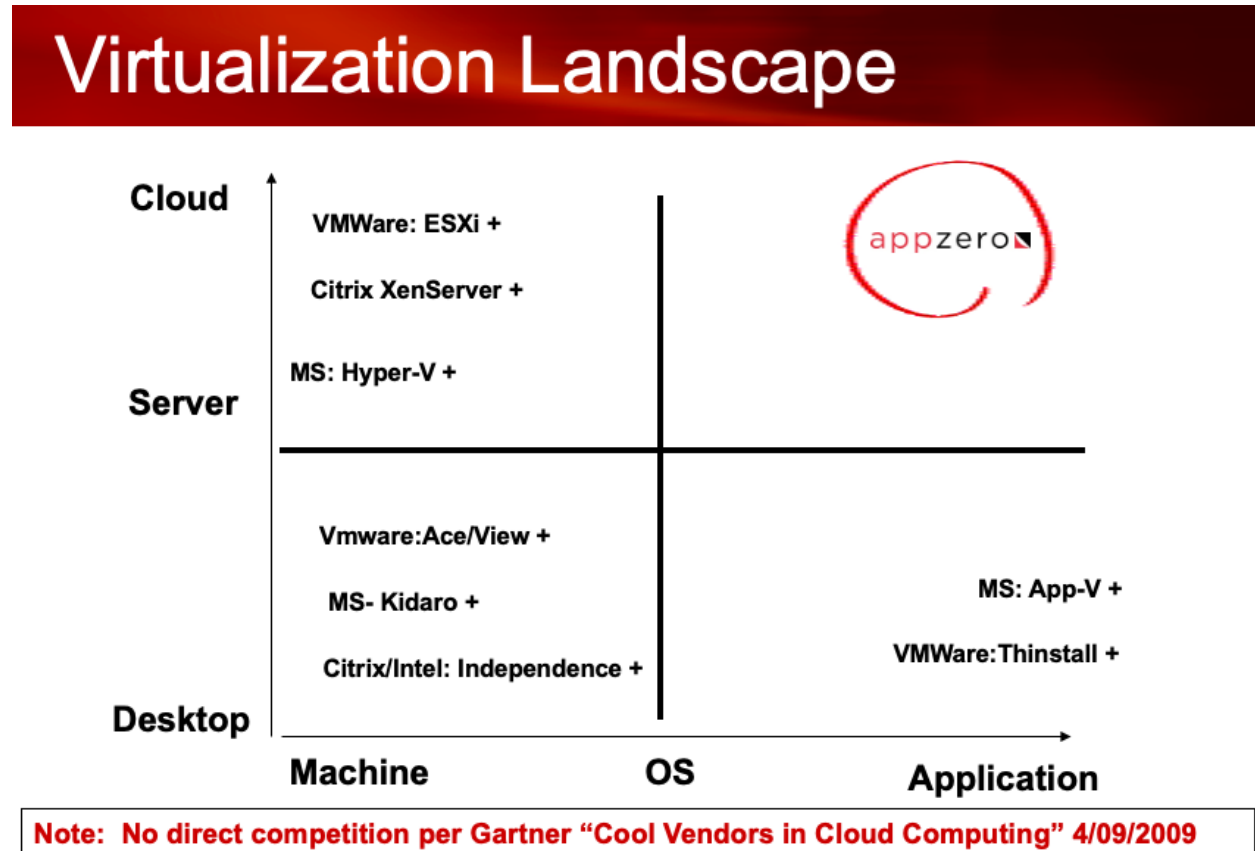 Virtualization Landscape
Cloud
VMWare: ESXi +
appzero
Citrix XenServer +
MS: Hyper-V +
Server
Vmware:Ace/View +
MS: App-V +
MS- Kidaro +
VMWare:Thinstall +
Citrix/Intel: Independence +
Desktop
Machine
OS
Application
Note: No direct competition per Gartner “Cool Vendors in Cloud Computing” 4/09/2009